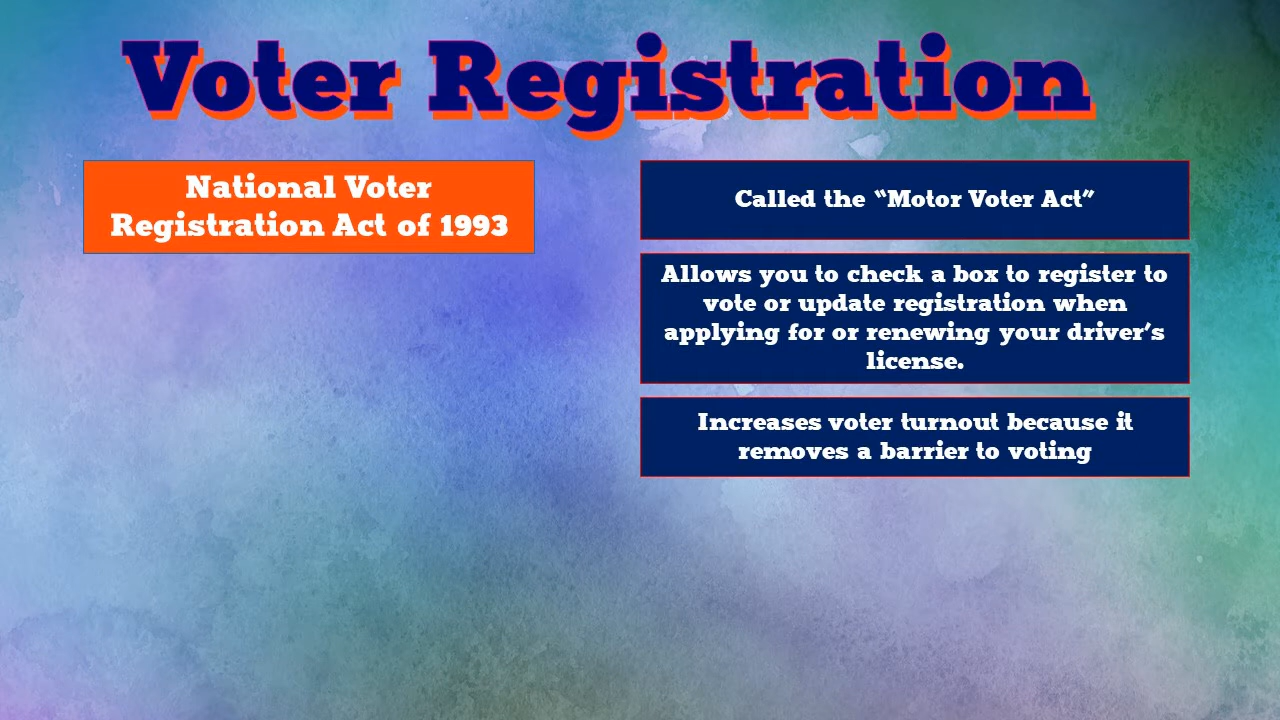 Voter Registration
National Voter
Registration Act of 1993
Called the “Motor Voter Act”
Allows you to check a box to register to
vote or update registration when
applying for or renewing your driver’s
license.
Increases voter turnout because it
removes a barrier to voting